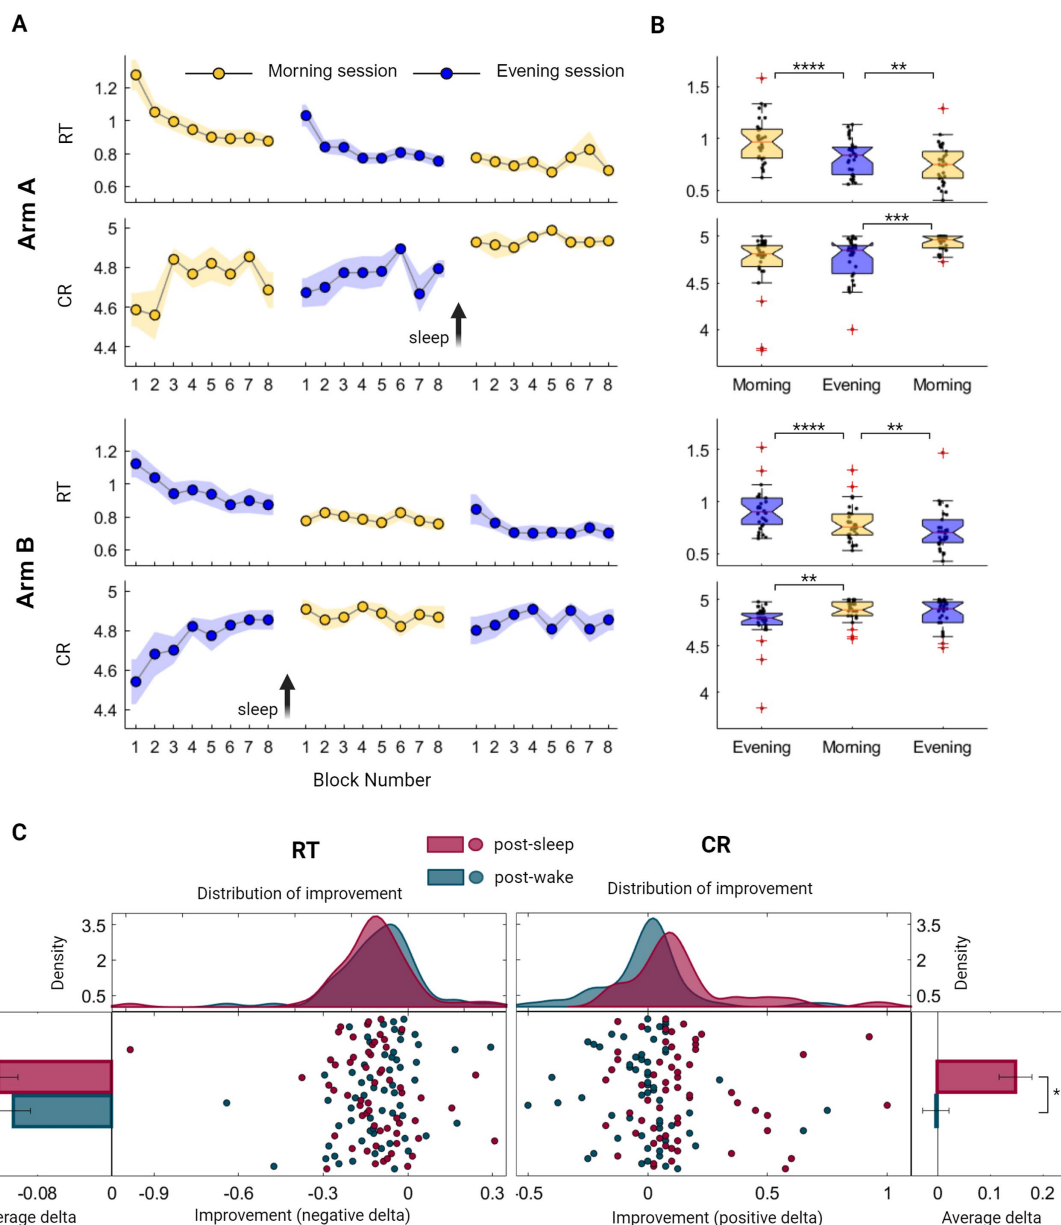 A
B
Morning session
Evening session
Arm A
RT
1.2
1
0.8
0.6
CR
5
4.8
4.6
4.4
sleep
1 2 3 4 5 6 7 8 1 2 3 4 5 6 7 8 1 2 3 4 5 6 7 8
****
**
1.5
1
0.5
***
5
4.5
4
Morning Evening Morning
Arm B
RT
1.2
1
0.8
0.6
CR
5
4.8
4.6
4.4
sleep
1 2 3 4 5 6 7 8 1 2 3 4 5 6 7 8 1 2 3 4 5 6 7 8
Block Number
****
**
1.5
1
0.5
**
5
4.5
4
Evening Morning Evening
C
RT
post-sleep
post-wake
CR
Distribution of improvement
Distribution of improvement
Density
3.5
2
0.5
3.5
2
0.5
Density
*
-0.08 0 -0.9 -0.6 -0.3 0 0.3
-0.5 0 0.5 1 0 0.1 0.2
delta
Improvement (negative delta)
Improvement (positive delta)
Average delta